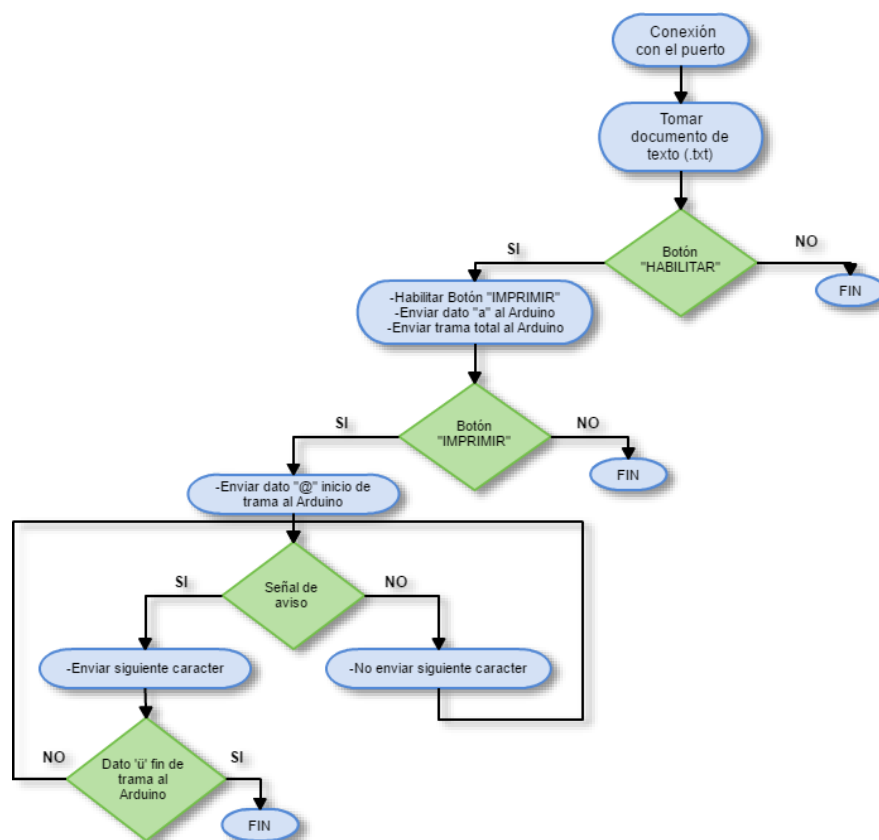 Conexión
con el puerto
Tomar
documento de
texto (.txt)
Botón
"HABILITAR"
SI
NO
FIN
-Habilitar Botón "IMPRIMIR"
-Enviar dato "a" al Arduino
-Enviar trama total al Arduino
Botón
"IMPRIMIR"
SI
NO
FIN
-Enviar dato "@" inicio de
trama al Arduino
Señal de
aviso
SI
NO
-Enviar siguiente caracter
-No enviar siguiente caracter
Dato 'ü' fin de
trama al
Arduino
NO
SI
FIN